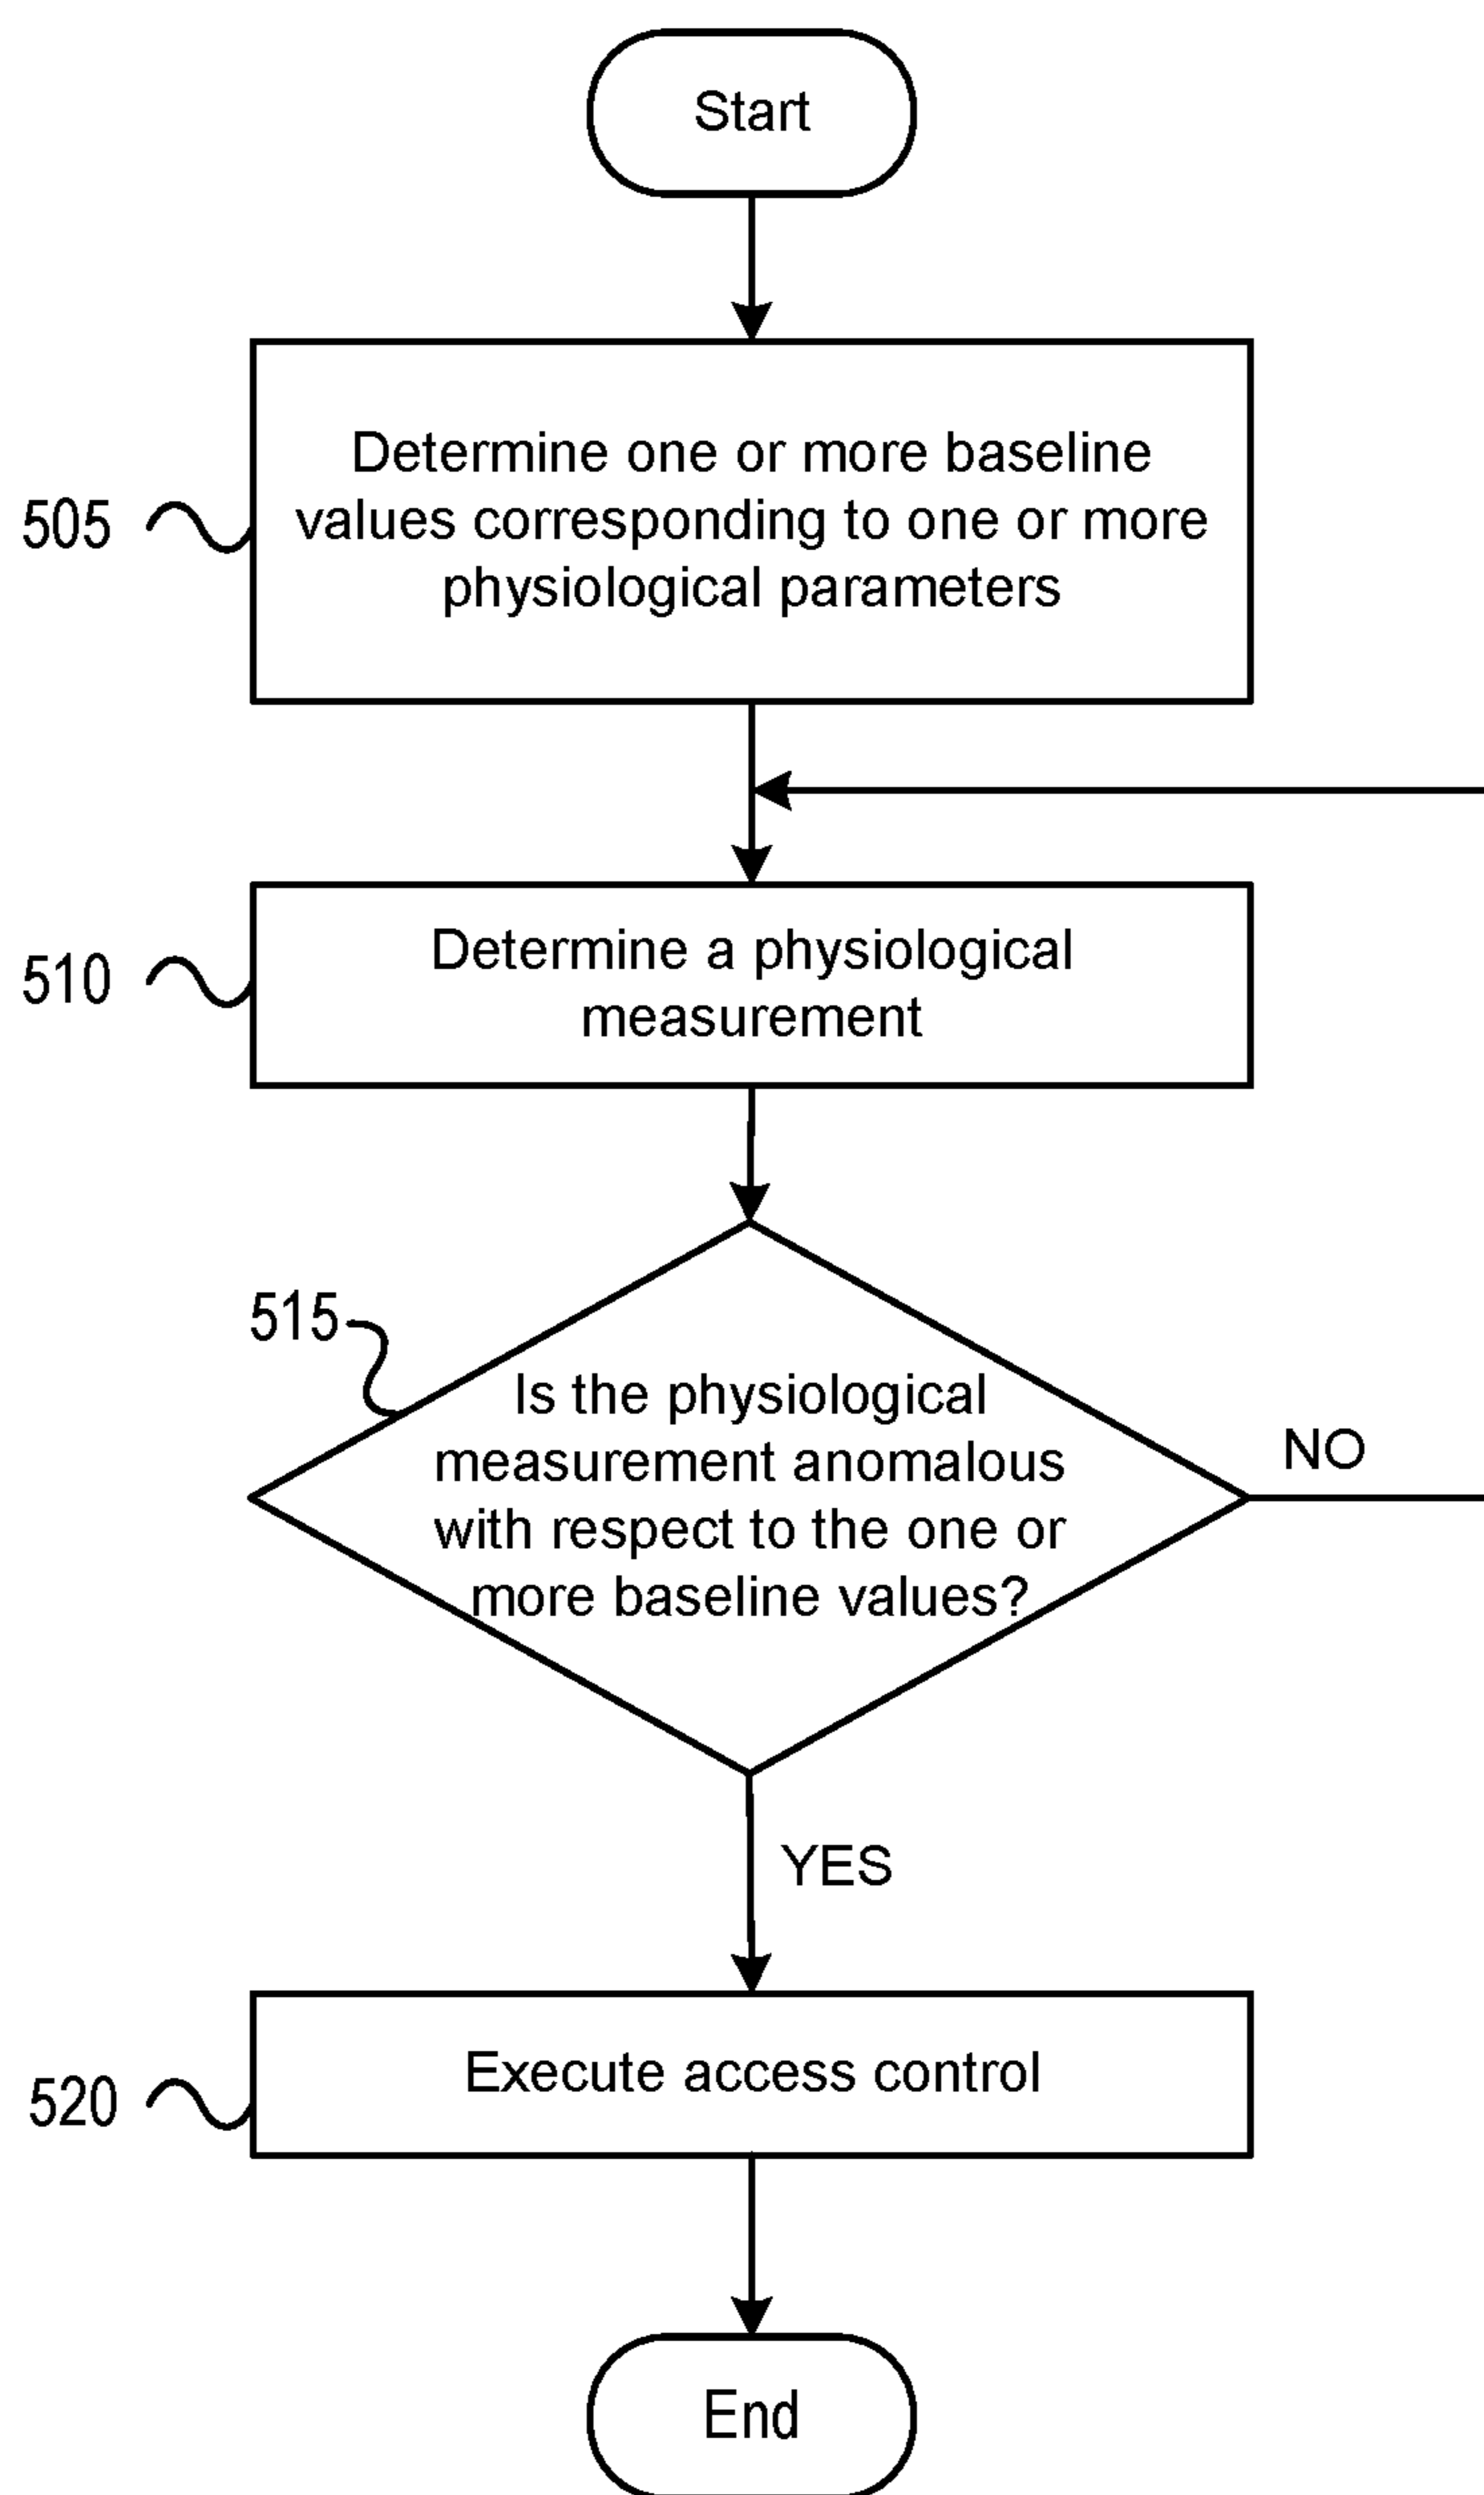 Start
Determine one or more baseline
values corresponding to one or more
physiological parameters
505
Determine a physiological
measurement
510
515
Is the physiological
measurement anomalous
with respect to the one or
more baseline values?
NO
YES
Execute access control
520
End